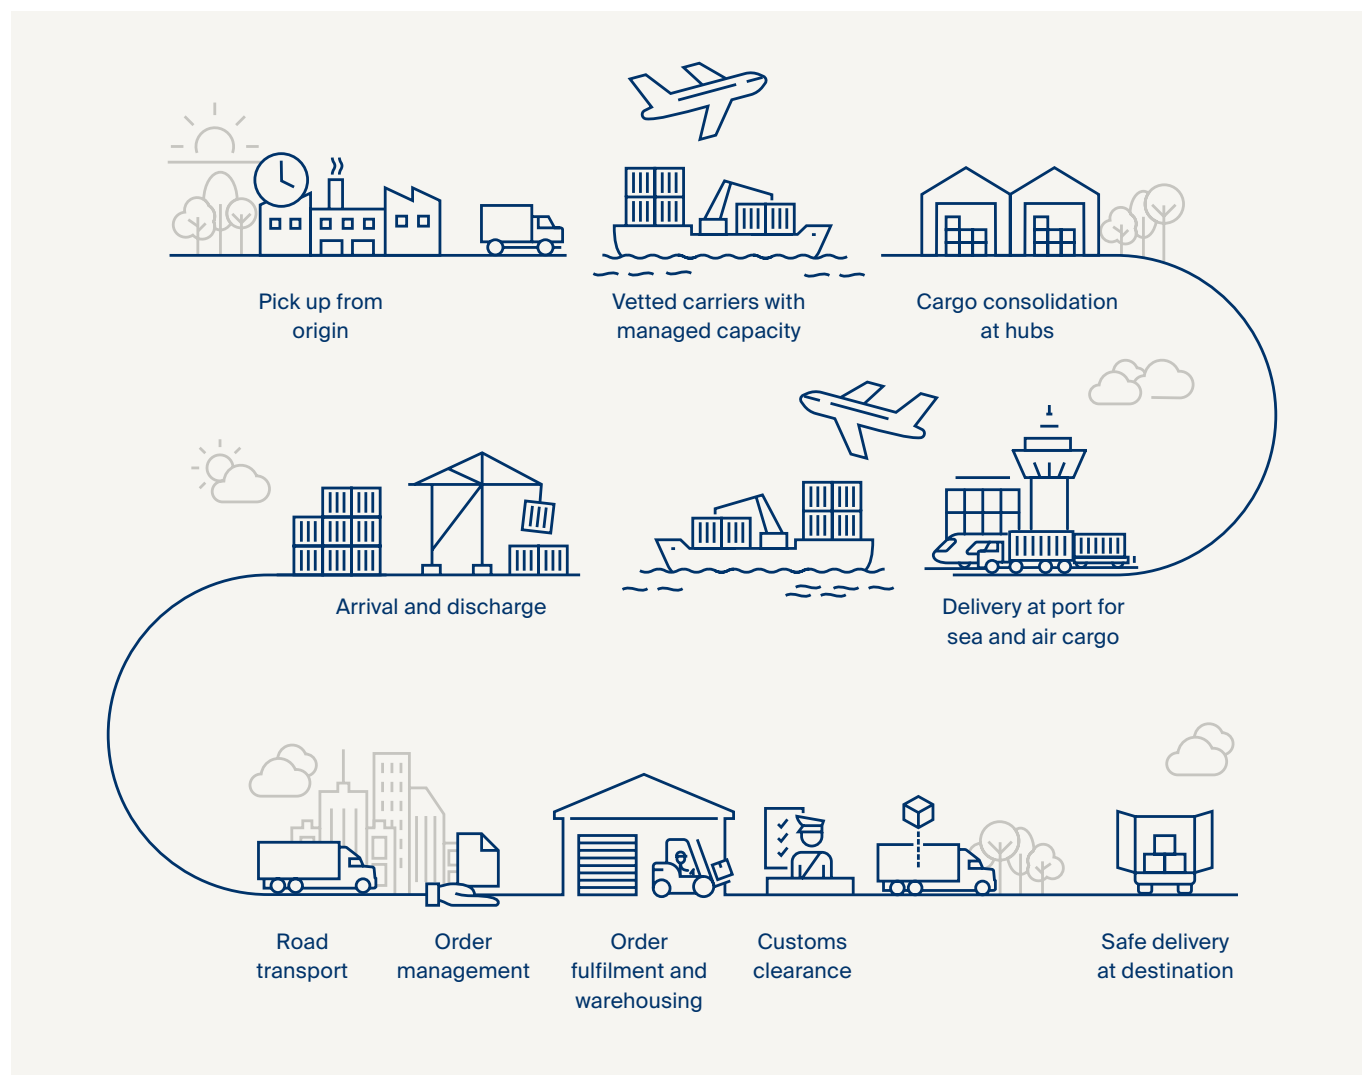 Pick up from
origin
Vetted carriers with
managed capacity
Cargo consolidation
at hubs
Arrival and discharge
Delivery at port for
sea and air cargo
Road
transport
Order
management
Order
fulfilment and
warehousing
Customs
clearance
Safe delivery
at destination